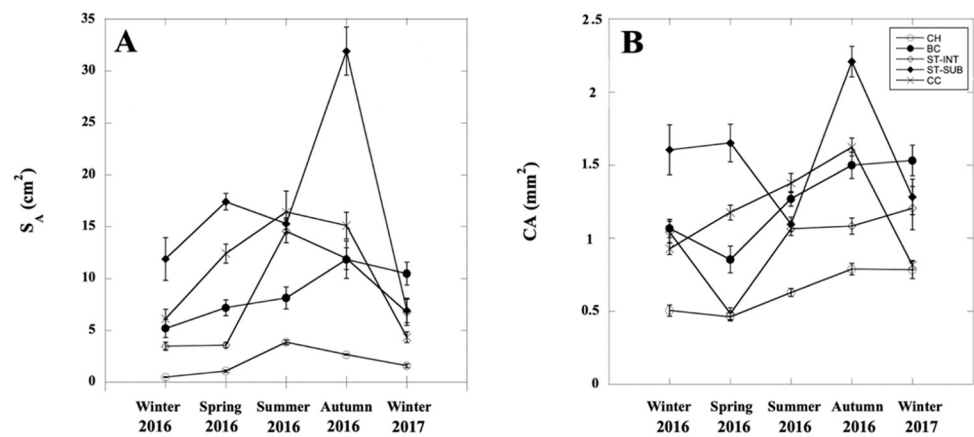 A
35
30
25
20
15
10
5
0
S_A (cm²)
Winter Spring Summer Autumn Winter
2016 2016 2016 2016 2017
B
2.5
2
1.5
1
0.5
0
CA (mm²)
CH
BC
ST-INT
ST-SUB
CC
Winter Spring Summer Autumn Winter
2016 2016 2016 2016 2017